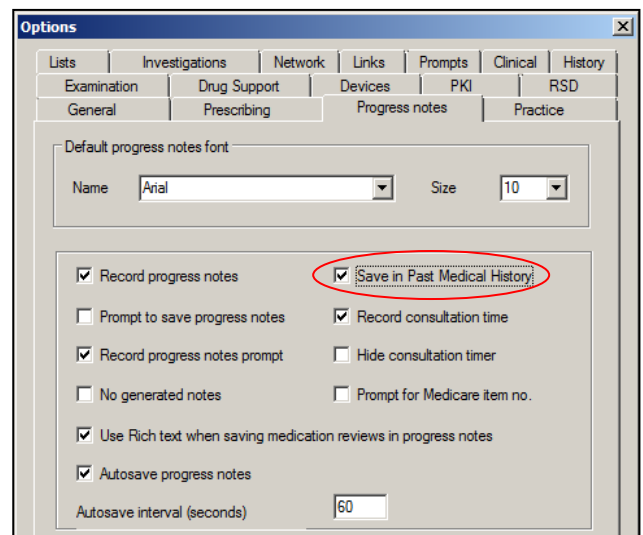 Options
Lists Investigations Network Links Prompts Clinical History
Examination Drug Support Devices PKI RSD
General Prescribing Progress notes Practice
Default progress notes font
Name Arial Size 10
Record progress notes Save in Past Medical History
Prompt to save progress notes Record consultation time
Record progress notes prompt Hide consultation timer
No generated notes Prompt for Medicare item no.
Use Rich text when saving medication reviews in progress notes
Autosave progress notes
Autosave interval (seconds) 60